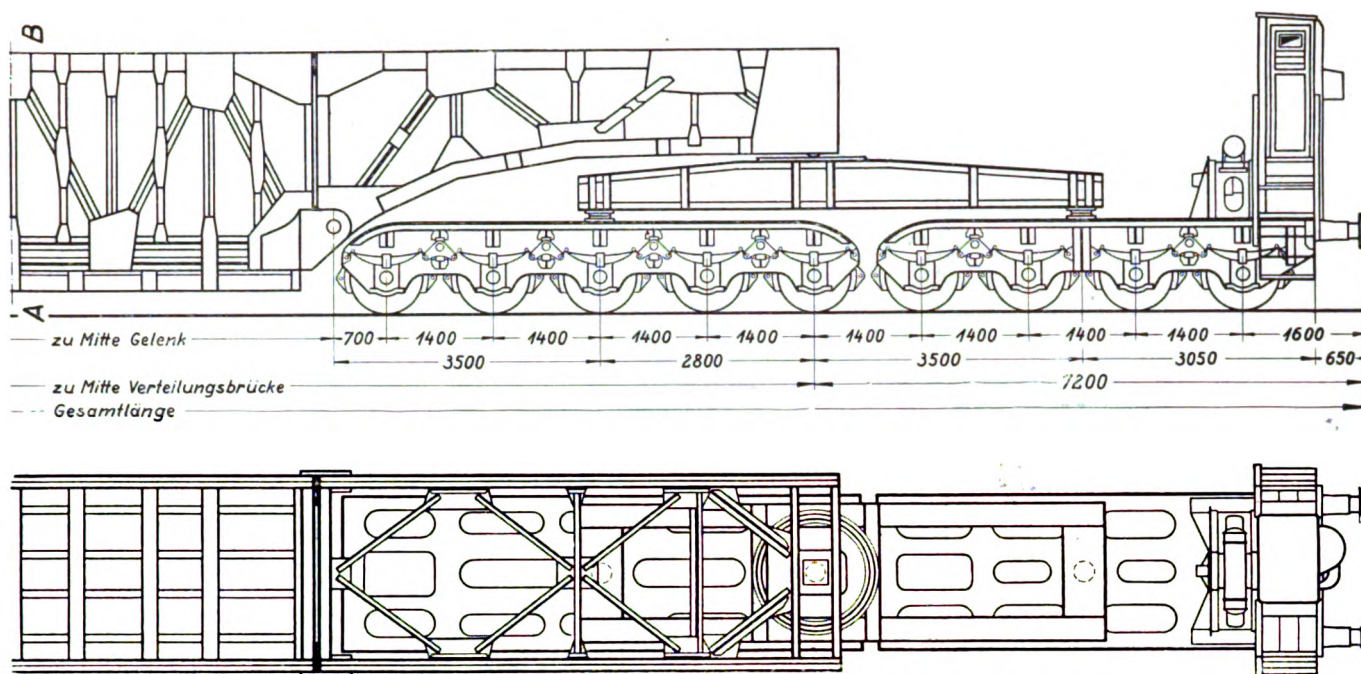 B
A
zu Mitte Gelenk 700 1400 1400 1400 1400 1400 1400 1400 1400 1600
3500 2800 3500 3050 650
zu Mitte Verteilungsbrücke 7200
Gesamtlänge